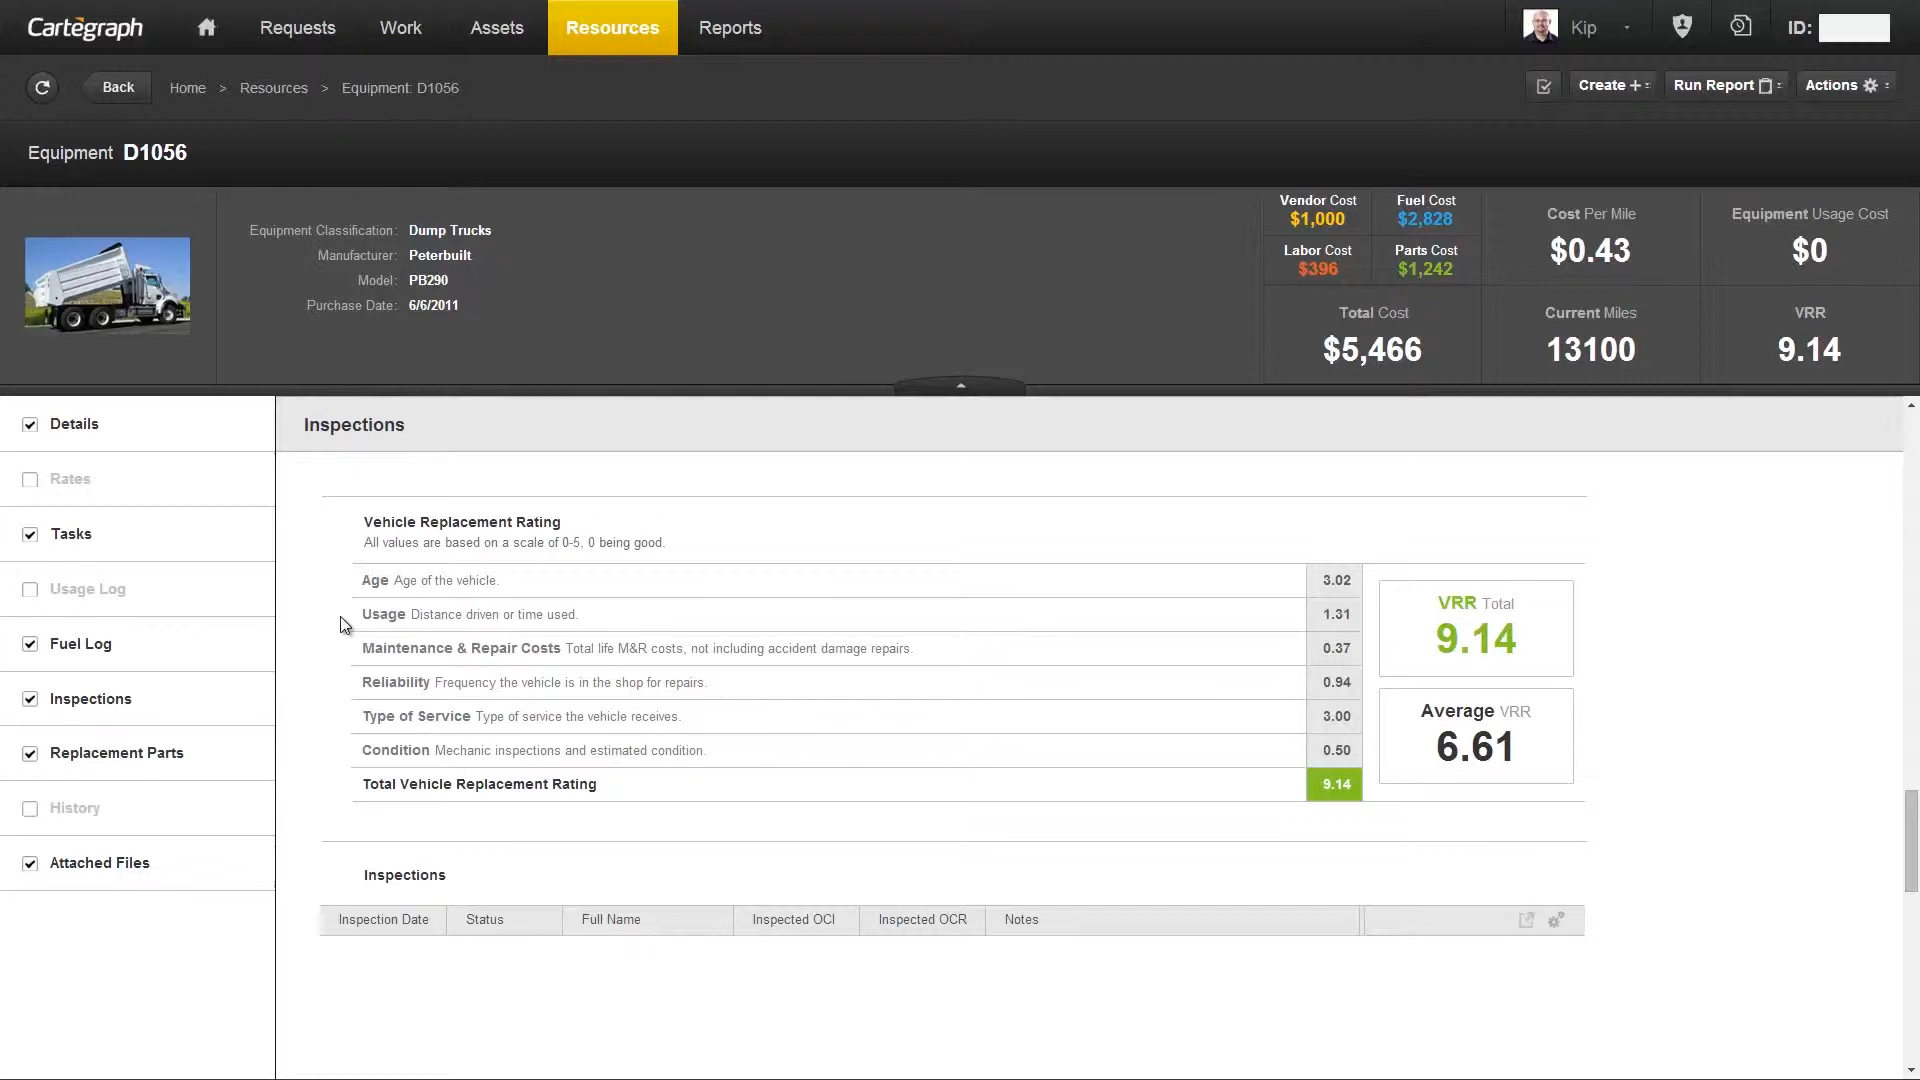 Cartëgraph
Requests
Work
Assets
Resources
Reports
Kip
ID:
Back
Home > Resources > Equipment: D1056
Create +
Run Report
Actions
Equipment D1056
Equipment Classification: Dump Trucks
Manufacturer: Peterbuilt
Model: PB290
Purchase Date: 6/6/2011
Vendor Cost
$1,000
Fuel Cost
$2,828
Labor Cost
$396
Parts Cost
$1,242
Total Cost
$5,466
Cost Per Mile
$0.43
Current Miles
13100
Equipment Usage Cost
$0
VRR
9.14
Details
Rates
Tasks
Usage Log
Fuel Log
Inspections
Replacement Parts
History
Attached Files
Inspections
Vehicle Replacement Rating
All values are based on a scale of 0-5, 0 being good.
Age Age of the vehicle. 3.02
Usage Distance driven or time used. 1.31
Maintenance & Repair Costs Total life M&R costs, not including accident damage repairs. 0.37
Reliability Frequency the vehicle is in the shop for repairs. 0.94
Type of Service Type of service the vehicle receives. 3.00
Condition Mechanic inspections and estimated condition. 0.50
Total Vehicle Replacement Rating 9.14
VRR Total
9.14
Average VRR
6.61
Inspections
Inspection Date Status Full Name Inspected OCI Inspected OCR Notes